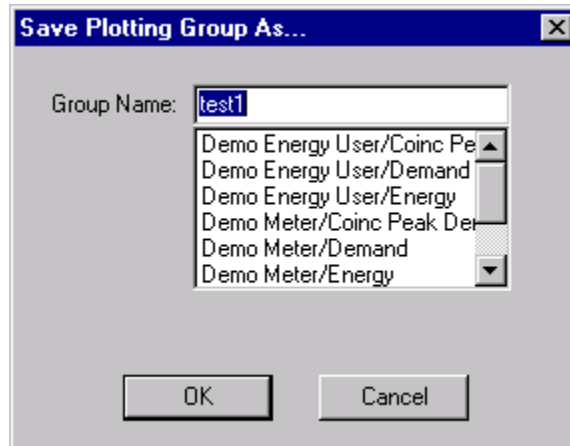 Save Plotting Group As...
Group Name: test1
Demo Energy User/Coinc Pe
Demo Energy User/Demand
Demo Energy User/Energy
Demo Meter/Coinc Peak Der
Demo Meter/Demand
Demo Meter/Energy
OK Cancel